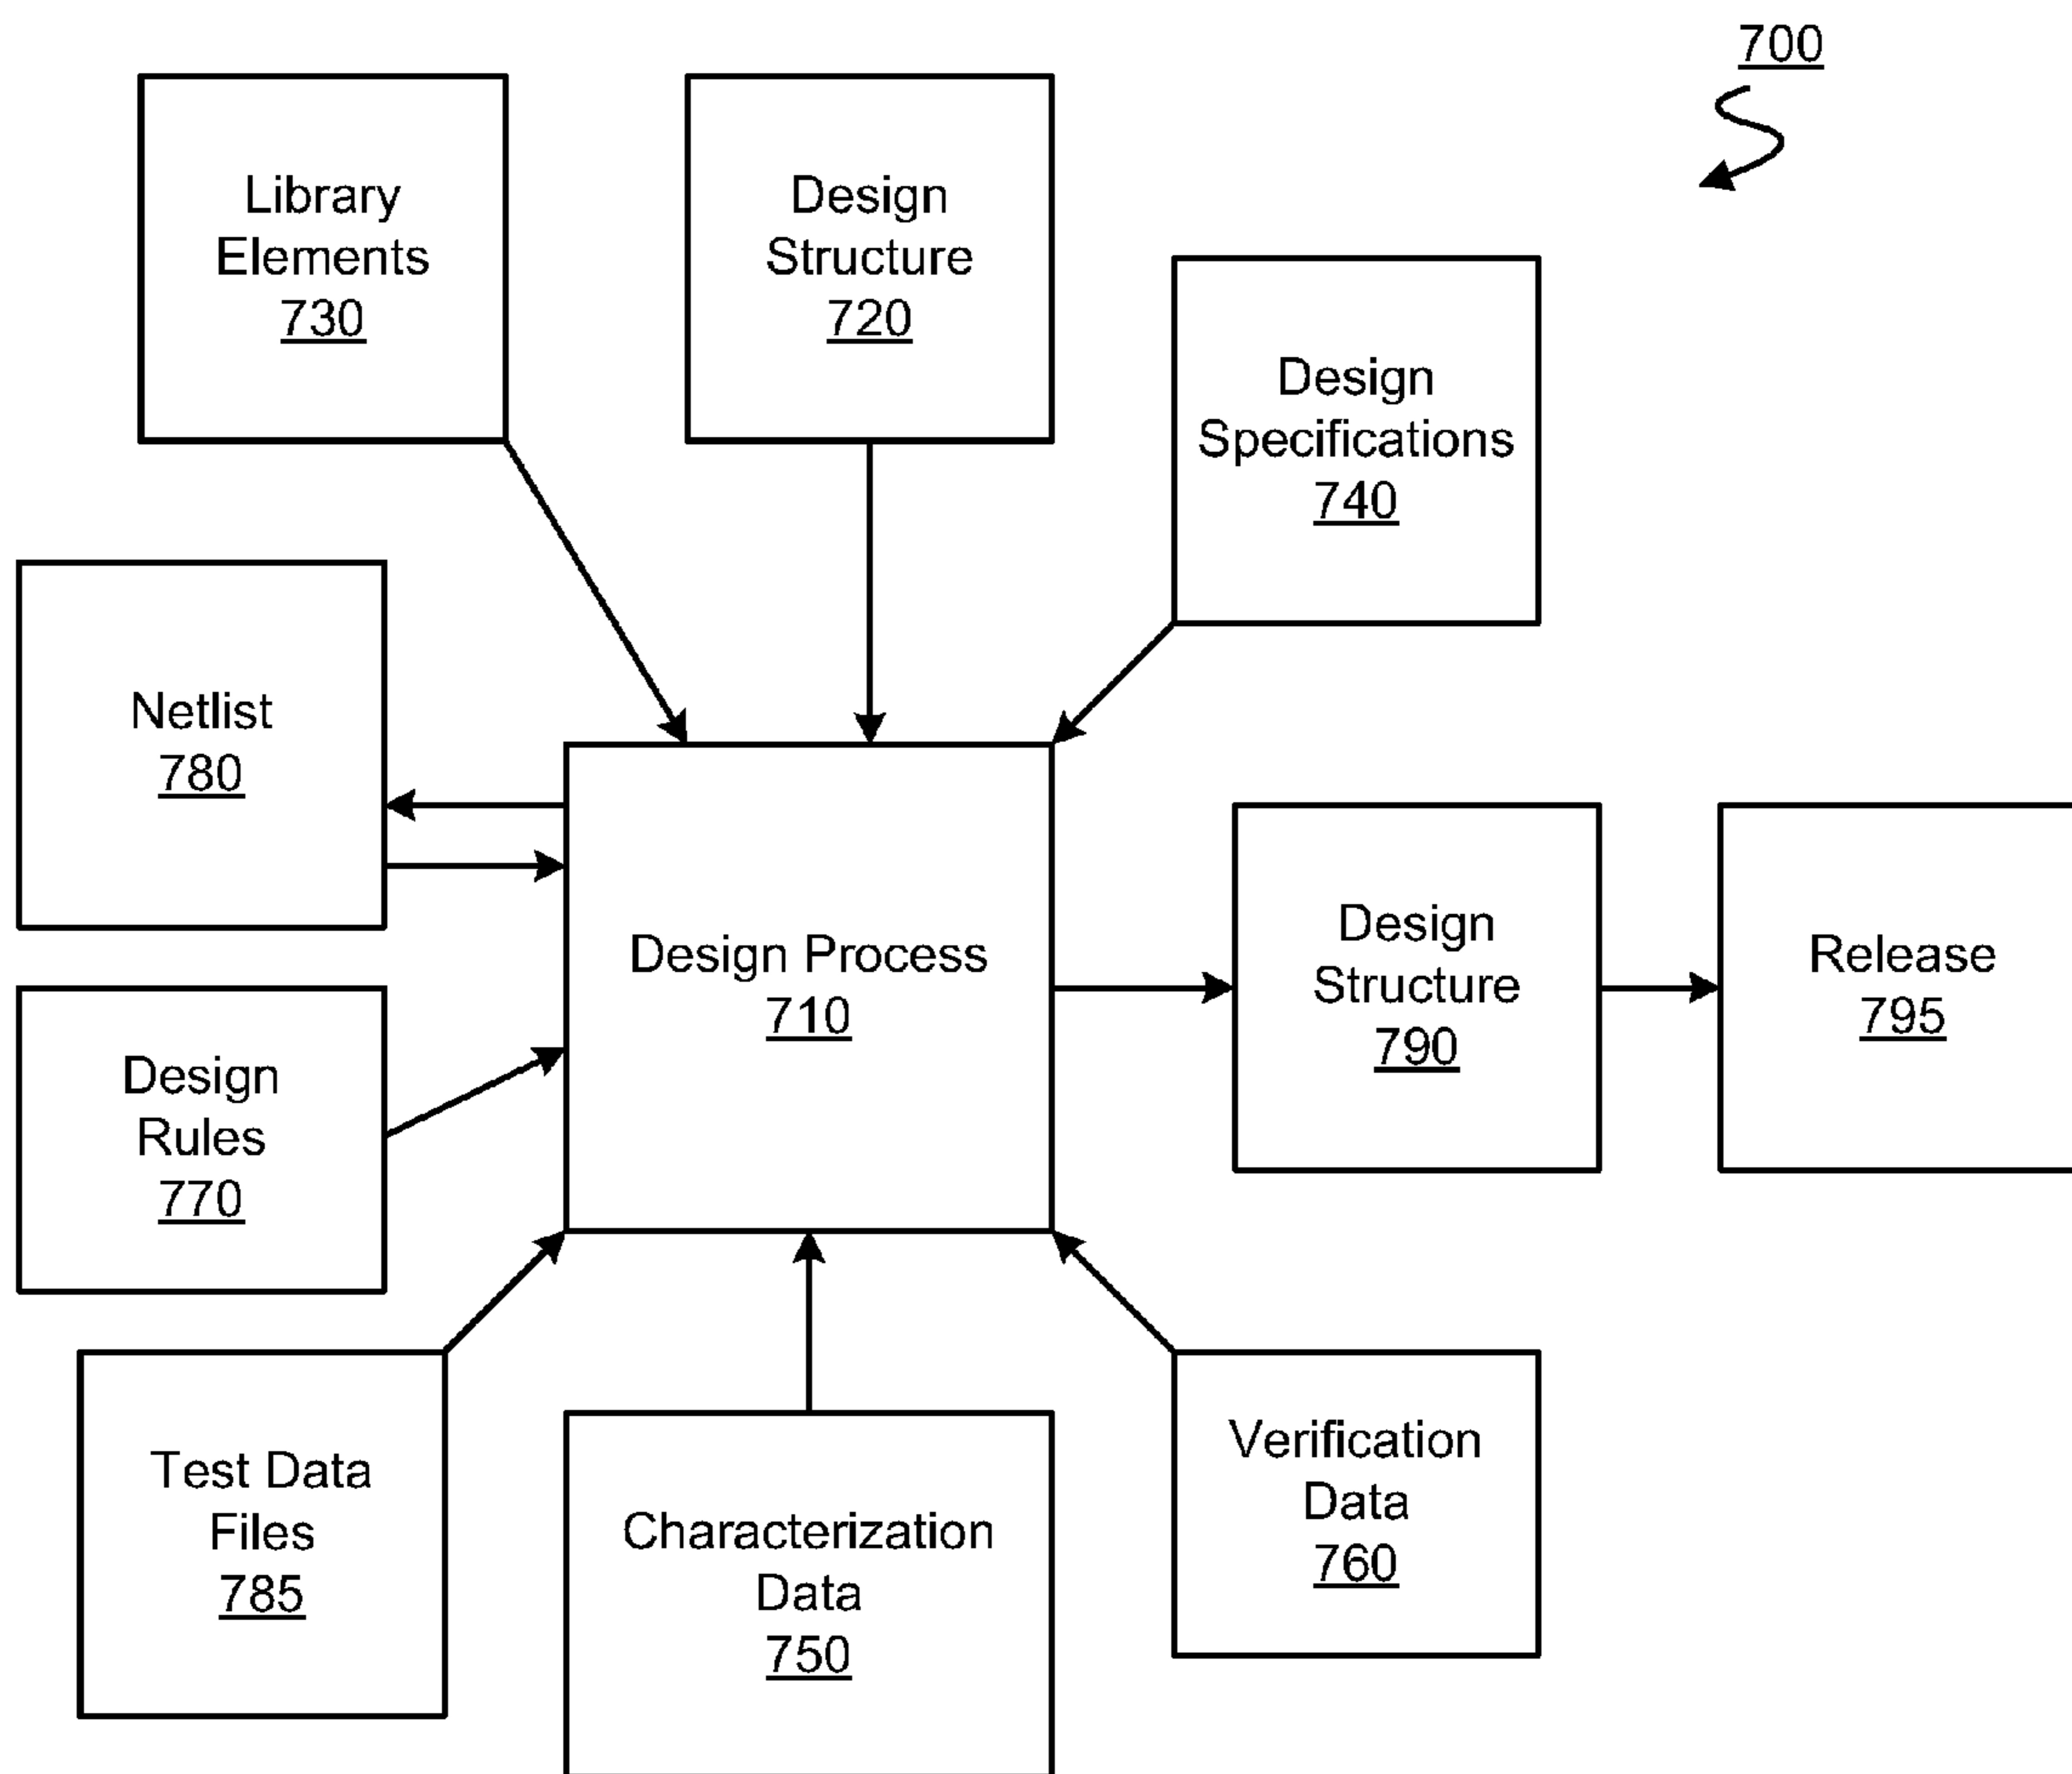 700
Library
Elements
730
Design
Structure
720
Design
Specifications
740
Netlist
780
Design Process
710
Design
Structure
790
Release
795
Design
Rules
770
Test Data
Files
785
Characterization
Data
750
Verification
Data
760